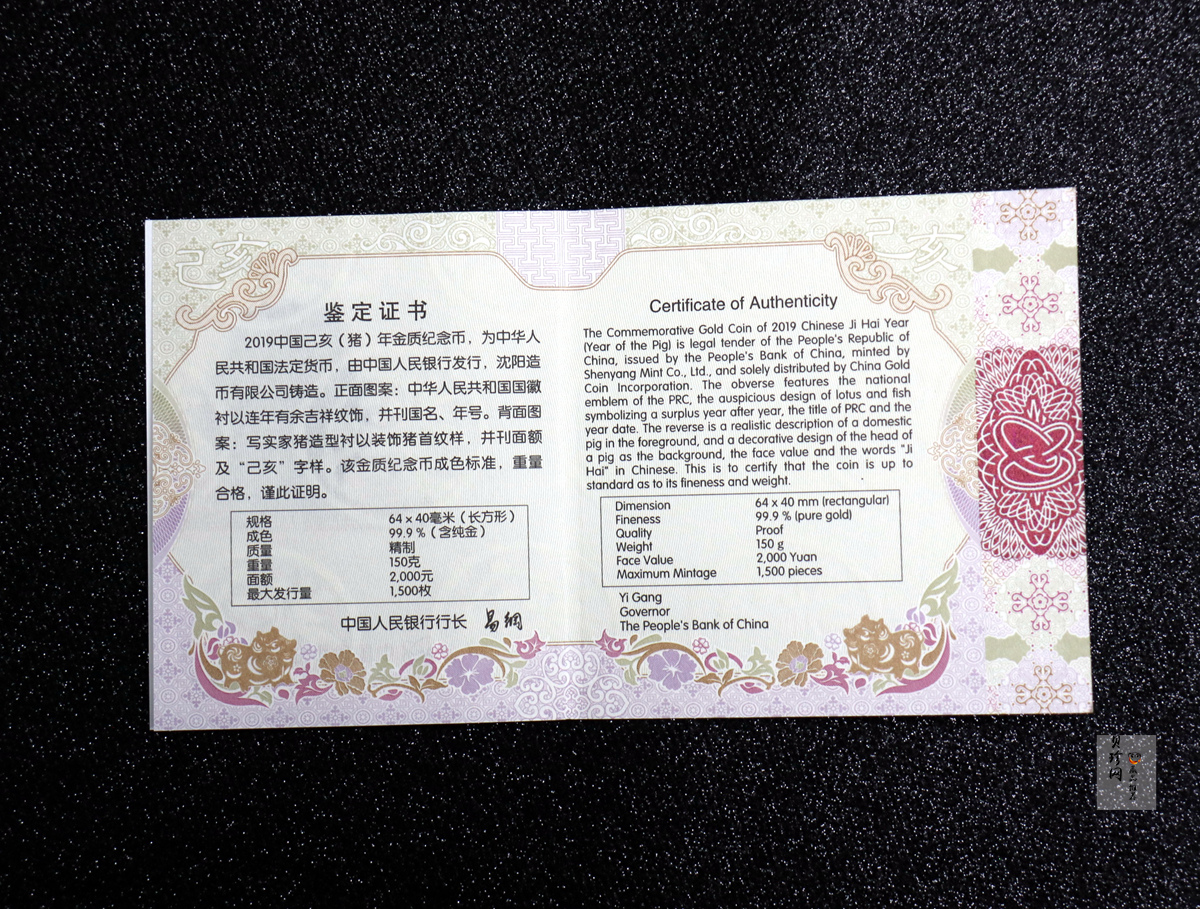 己亥
鉴定证书
2019中国己亥（猪）年金质纪念币，为中华人
民共和国法定货币，由中国人民银行发行，沈阳造
币有限公司铸造。正面图案：中华人民共和国国徽
衬以连年有余吉祥纹饰，并刊国名、年号。背面图
案：写实家猪造型衬以装饰猪首纹样，并刊面额
及“己亥”字样。该金质纪念币成色标准，重量
合格，谨此证明。
规格 64 x 40毫米（长方形）
成色 99.9 %（含纯金）
质量 精制
重量 150克
面额 2,000元
最大发行量 1,500枚
中国人民银行行长 易纲
己亥
Certificate of Authenticity
The Commemorative Gold Coin of 2019 Chinese Ji Hai Year
(Year of the Pig) is legal tender of the People's Republic of
China, issued by the People's Bank of China, minted by
Shenyang Mint Co., Ltd., and solely distributed by China Gold
Coin Incorporation. The obverse features the national
emblem of the PRC, the auspicious design of lotus and fish
symbolizing a surplus year after year, the title of PRC and the
year date. The reverse is a realistic description of a domestic
pig in the foreground, and a decorative design of the head of
a pig as the background, the face value and the words "Ji
Hai" in Chinese. This is to certify that the coin is up to
standard as to its fineness and weight.
Dimension 64 x 40 mm (rectangular)
Fineness 99.9 % (pure gold)
Quality Proof
Weight 150 g
Face Value 2,000 Yuan
Maximum Mintage 1,500 pieces
Yi Gang
Governor
The People's Bank of China